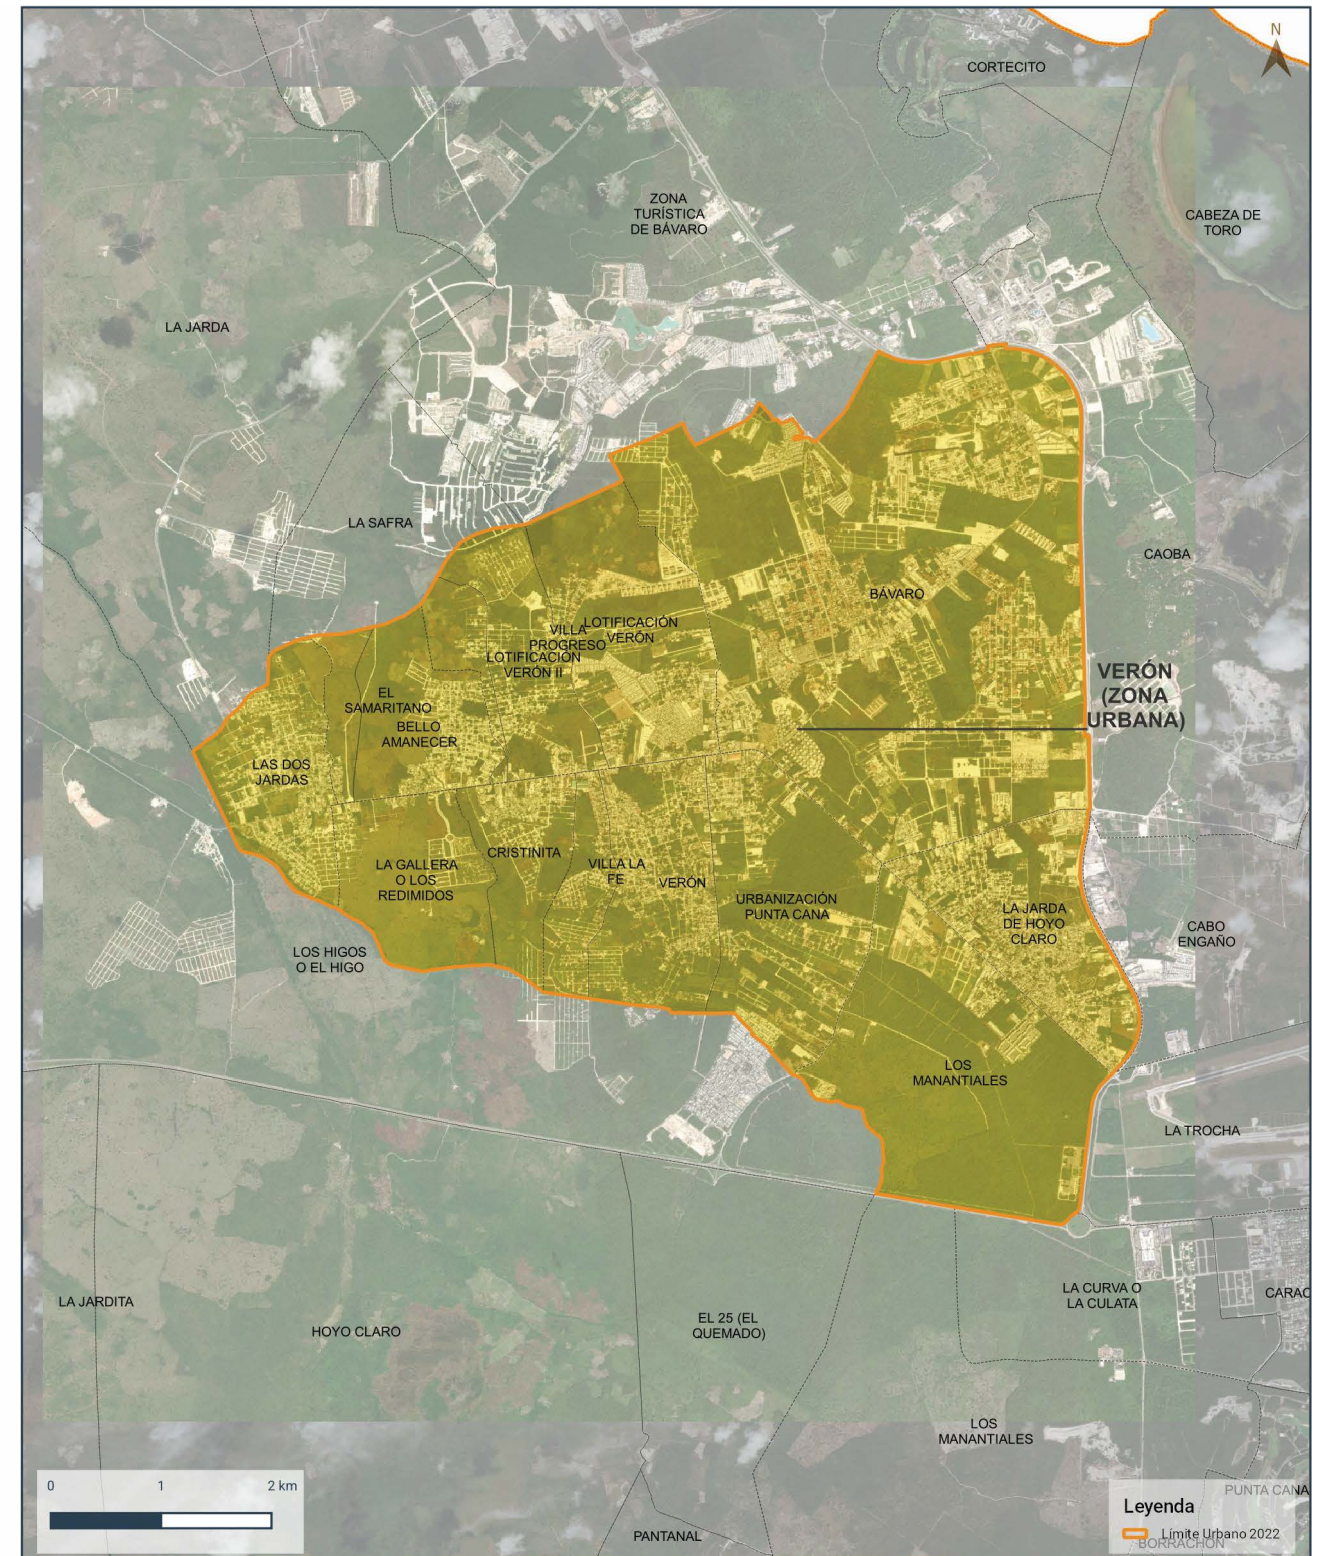 N
CORTECITO
ZONA
TURÍSTICA
DE BÁVARO
CABEZA DE
TORO
LA JARDA
LA SAFRA
CAOBA
BÁVARO
LOTIFICACIÓN
VERÓN
VILLA
PROGRESO
LOTIFICACIÓN
VERÓN II
VERÓN
(ZONA
URBANA)
EL
SAMARITANO
BELLO
AMANECER
LAS DOS
JARDAS
CRISTINITA
LA GALLERA
O LOS
REDIMIDOS
VILLA LA
FE
VERÓN
URBANIZACIÓN
PUNTA CANA
LA JARDA
DE HOYO
CLARO
CABO
ENGAÑO
LOS HIGOS
O EL HIGO
LOS
MANANTIALES
LA TROCHA
LA JARDITA
HOYO CLARO
EL 25 (EL
QUEMADO)
LA CURVA O
LA CULATA
CARAC
LOS
MANANTIALES
PUNTA CANA
PANTANAL
BORRACHÓN
0 1 2 km
Leyenda
Límite Urbano 2022